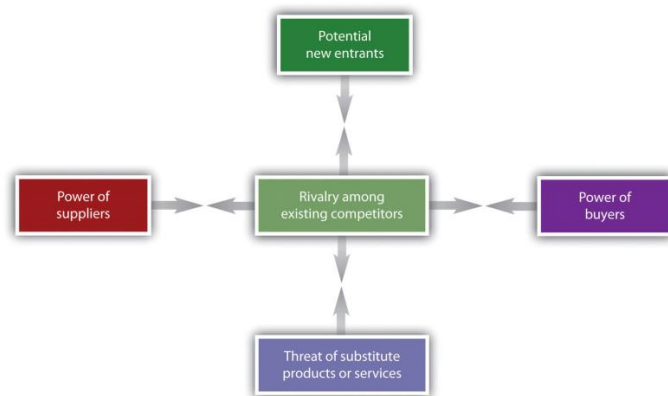 Potential
new entrants
Power of
suppliers
Rivalry among
existing competitors
Power of
buyers
Threat of substitute
products or services